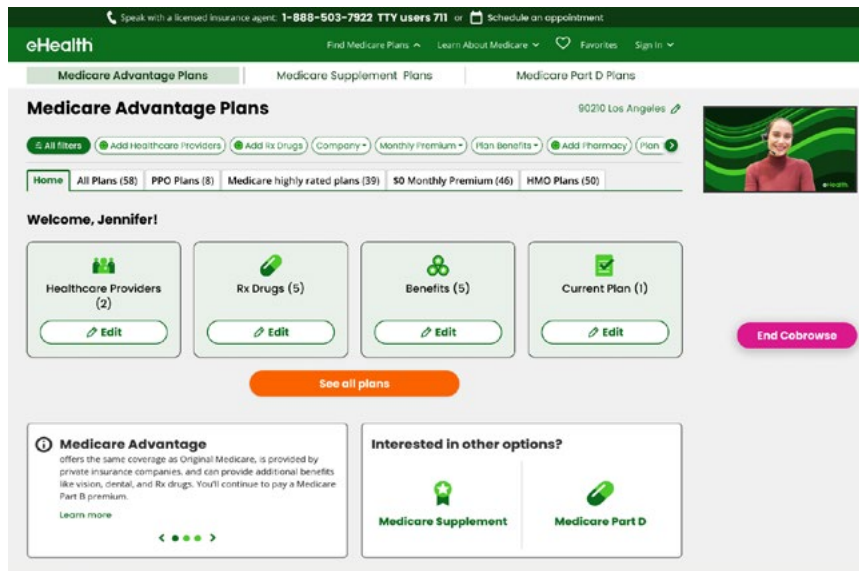 Speak with a licensed insurance agent: 1-888-503-7922 TTY users 711 or Schedule an appointment
eHealth
Find Medicare Plans Learn About Medicare Favorites Sign In
Medicare Advantage Plans Medicare Supplement Plans Medicare Part D Plans
Medicare Advantage Plans
90210 Los Angeles
All filters Add Healthcare Providers Add Rx Drugs Company Monthly Premium Plan Benefits Add Pharmacy Plan
Home All Plans (58) PPO Plans (8) Medicare highly rated plans (39) $0 Monthly Premium (46) HMO Plans (50)
eHealth
Welcome, Jennifer!
Healthcare Providers
(2)
Edit
Rx Drugs (5)
Edit
Benefits (5)
Edit
Current Plan (1)
Edit
End Cobrowse
See all plans
Medicare Advantage
offers the same coverage as Original Medicare, is provided by
private insurance companies, and can provide additional benefits
like vision, dental, and Rx drugs. You'll continue to pay a Medicare
Part B premium.
Learn more
Interested in other options?
Medicare Supplement
Medicare Part D